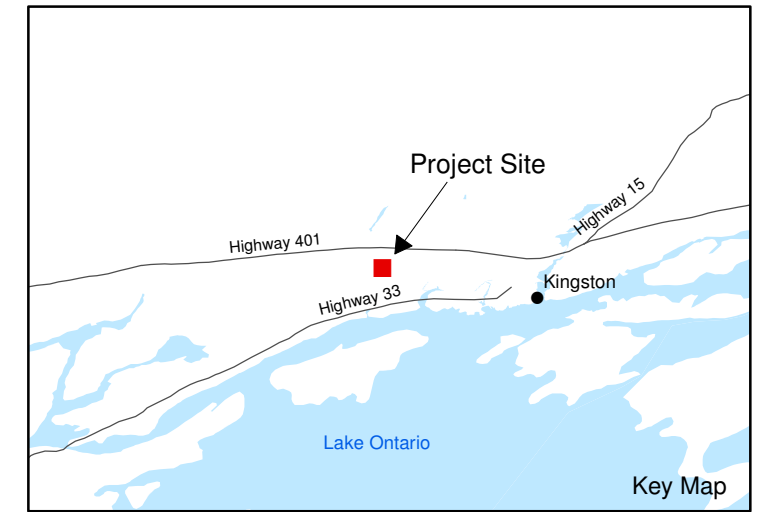 Project Site
Highway 15
Highway 401
Kingston
Highway 33
Lake Ontario
Key Map